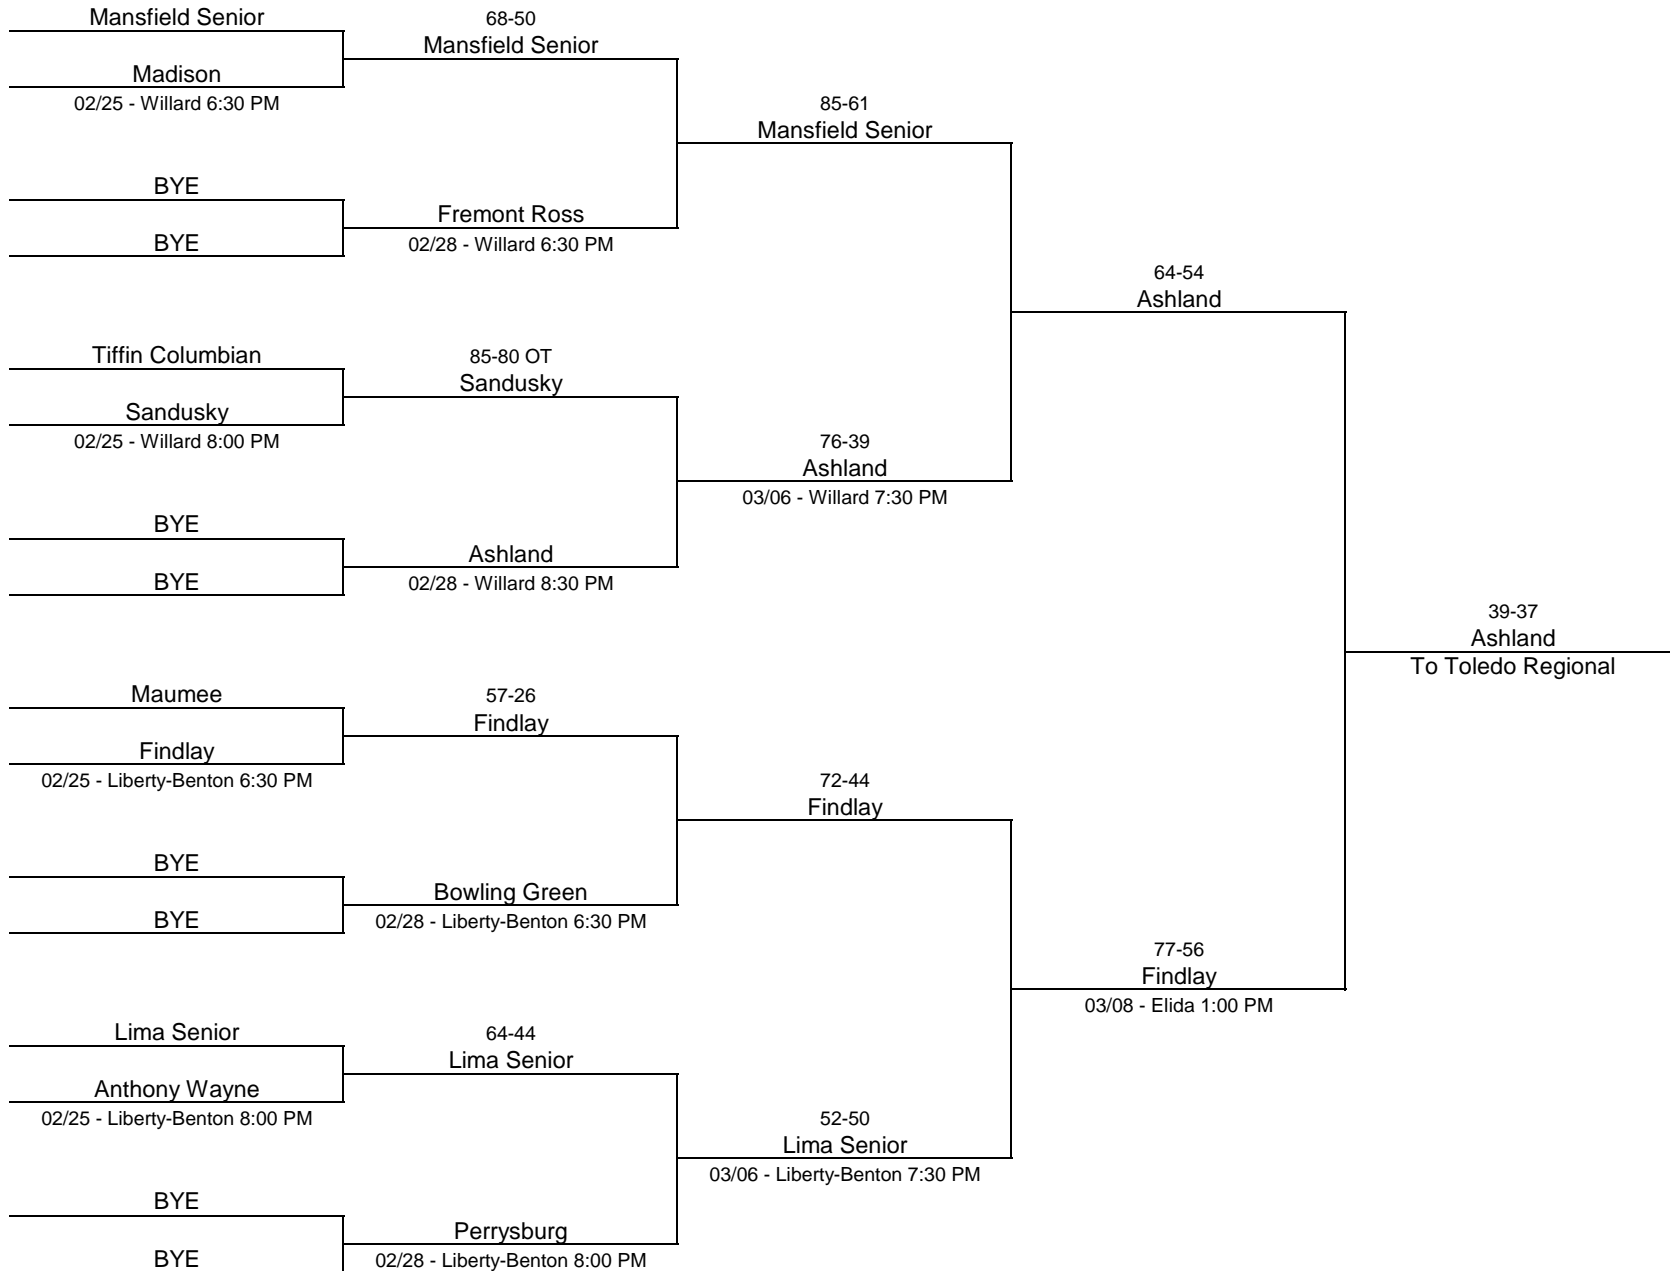 Mansfield Senior
Madison
02/25 - Willard 6:30 PM
BYE
BYE
Tiffin Columbian
Sandusky
02/25 - Willard 8:00 PM
BYE
BYE
Maumee
Findlay
02/25 - Liberty-Benton 6:30 PM
BYE
BYE
Lima Senior
Anthony Wayne
02/25 - Liberty-Benton 8:00 PM
BYE
BYE
68-50
Mansfield Senior
Fremont Ross
02/28 - Willard 6:30 PM
85-80 OT
Sandusky
Ashland
02/28 - Willard 8:30 PM
57-26
Findlay
Bowling Green
02/28 - Liberty-Benton 6:30 PM
64-44
Lima Senior
Perrysburg
02/28 - Liberty-Benton 8:00 PM
85-61
Mansfield Senior
76-39
Ashland
03/06 - Willard 7:30 PM
72-44
Findlay
52-50
Lima Senior
03/06 - Liberty-Benton 7:30 PM
64-54
Ashland
77-56
Findlay
03/08 - Elida 1:00 PM
39-37
Ashland
To Toledo Regional